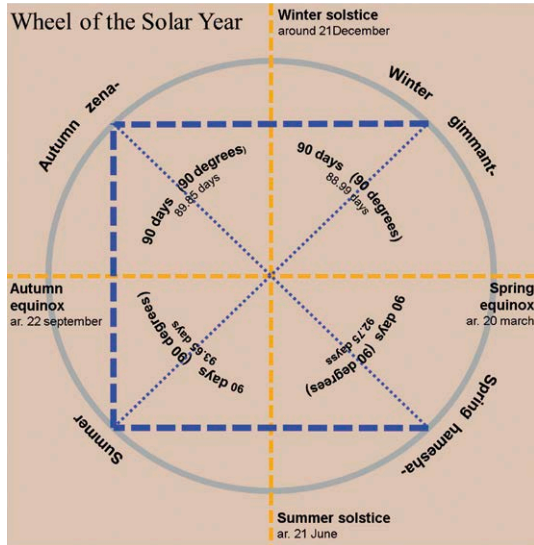 Wheel of the Solar Year
Winter solstice
around 21December
Autumn zena-
Winter gimmant-
90 days (90 degrees)
89.85 days
90 days (90 degrees)
88.99 days
Autumn
equinox
ar. 22 september
Spring
equinox
ar. 20 march
90 days (90 degrees)
93.65 days
90 days (90 degrees)
92.75 dayss
Summer
Spring hamesha-
Summer solstice
ar. 21 June